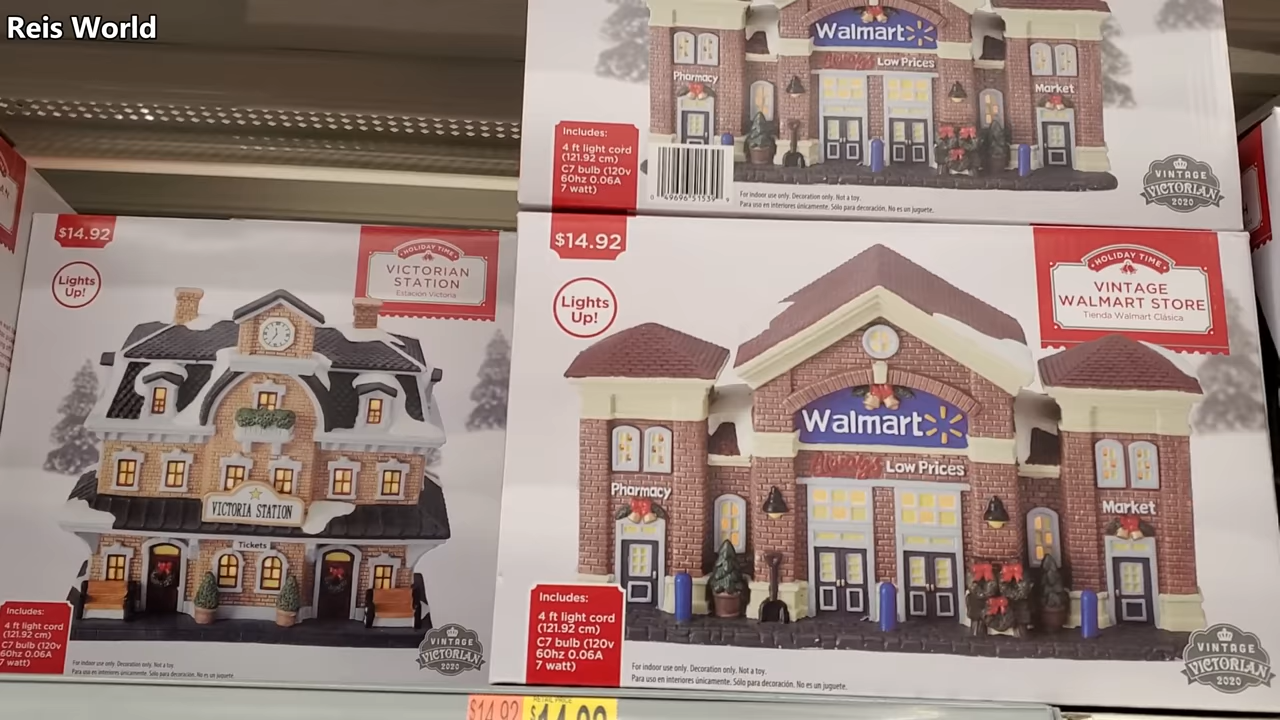 Reis World
Walmart
Low Prices
Pharmacy
Market
Includes:
4 ft light cord
(121.92 cm)
C7 bulb (120v
60hz 0.06A
7 watt)
For indoor use only. Decoration only. Not a toy.
Para uso en interiores únicamente. Sólo para decoración. No es un juguete.
VINTAGE
VICTORIAN
2020
$14.92
Lights
Up!
HOLIDAY TIME
VICTORIAN
STATION
Estación Victoria
VICTORIA STATION
Tickets
Includes:
4 ft light cord
(121.92 cm)
C7 bulb (120v
60hz 0.06A
7 watt)
For indoor use only. Decoration only. Not a toy.
Para uso en interiores únicamente. Sólo para decoración. No es un juguete.
VINTAGE
VICTORIAN
2020
$14.92
Lights
Up!
HOLIDAY TIME
VINTAGE
WALMART STORE
Tienda Walmart Clásica
Walmart
Low Prices
Pharmacy
Market
Includes:
4 ft light cord
(121.92 cm)
C7 bulb (120v
60hz 0.06A
7 watt)
For indoor use only. Decoration only. Not a toy.
Para uso en interiores únicamente. Sólo para decoración. No es un juguete.
VINTAGE
VICTORIAN
2020
$14.92
RETAIL PRICE